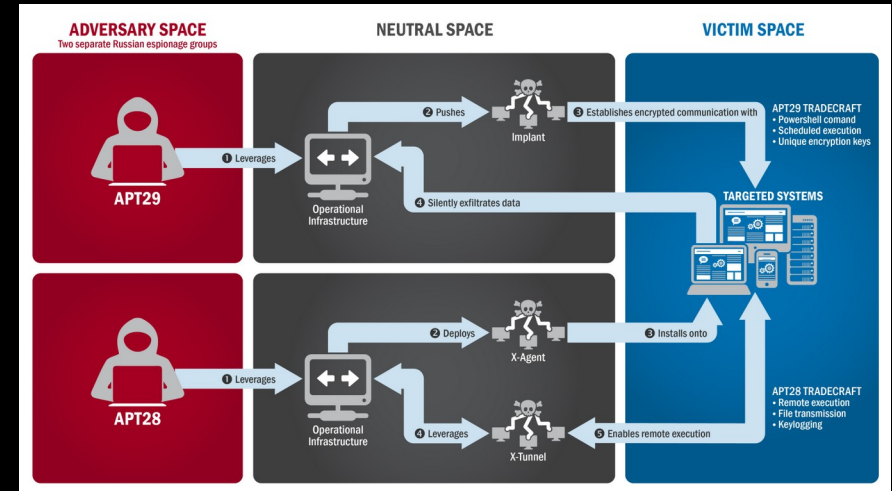 ADVERSARY SPACE
Two separate Russian espionage groups
NEUTRAL SPACE
VICTIM SPACE
APT29
❶ Leverages
Operational
Infrastructure
❷ Pushes
Implant
❸ Establishes encrypted communication with
❹ Silently exfiltrates data
APT29 TRADECRAFT
• Powershell comand
• Scheduled execution
• Unique encryption keys
TARGETED SYSTEMS
APT28
❶ Leverages
Operational
Infrastructure
❷ Deploys
X-Agent
❸ Installs onto
❹ Leverages
X-Tunnel
❺ Enables remote execution
APT28 TRADECRAFT
• Remote execution
• File transmission
• Keylogging